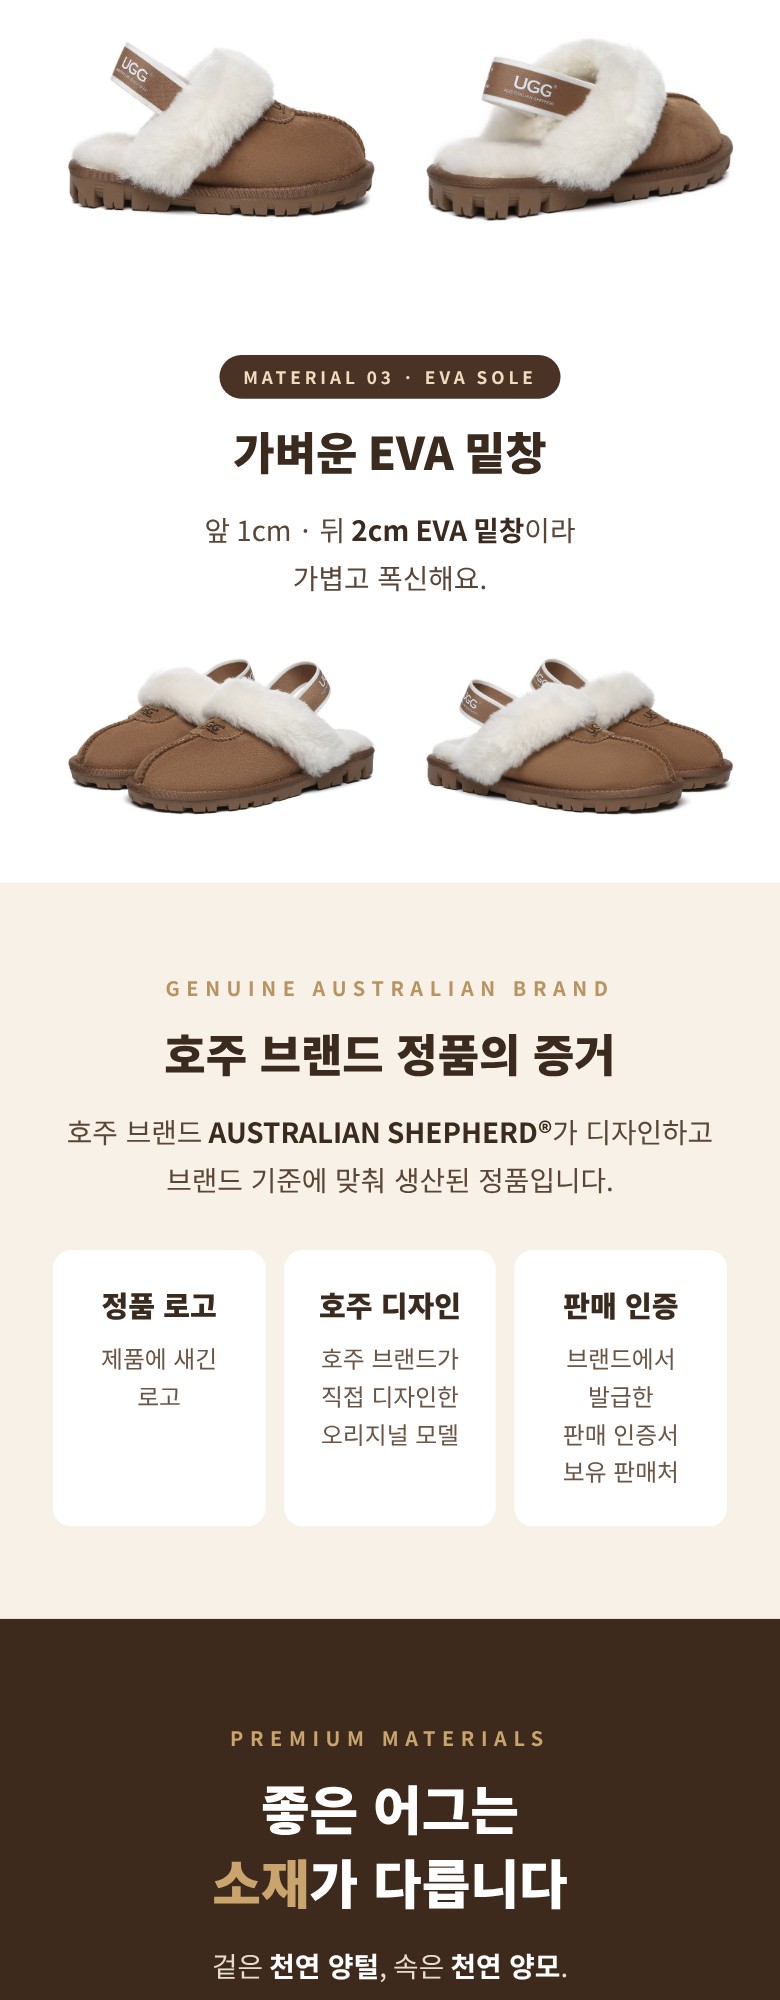 UGG
UGG
AUSTRALIAN SHEPHERD
MATERIAL 03 · EVA SOLE
가벼운 EVA 밑창
앞 1cm · 뒤 2cm EVA 밑창이라
가볍고 폭신해요.
GENUINE AUSTRALIAN BRAND
호주 브랜드 정품의 증거
호주 브랜드 AUSTRALIAN SHEPHERD®가 디자인하고
브랜드 기준에 맞춰 생산된 정품입니다.
정품 로고
제품에 새긴
로고
호주 디자인
호주 브랜드가
직접 디자인한
오리지널 모델
판매 인증
브랜드에서
발급한
판매 인증서
보유 판매처
PREMIUM MATERIALS
좋은 어그는
소재가 다릅니다
겉은 천연 양털, 속은 천연 양모.